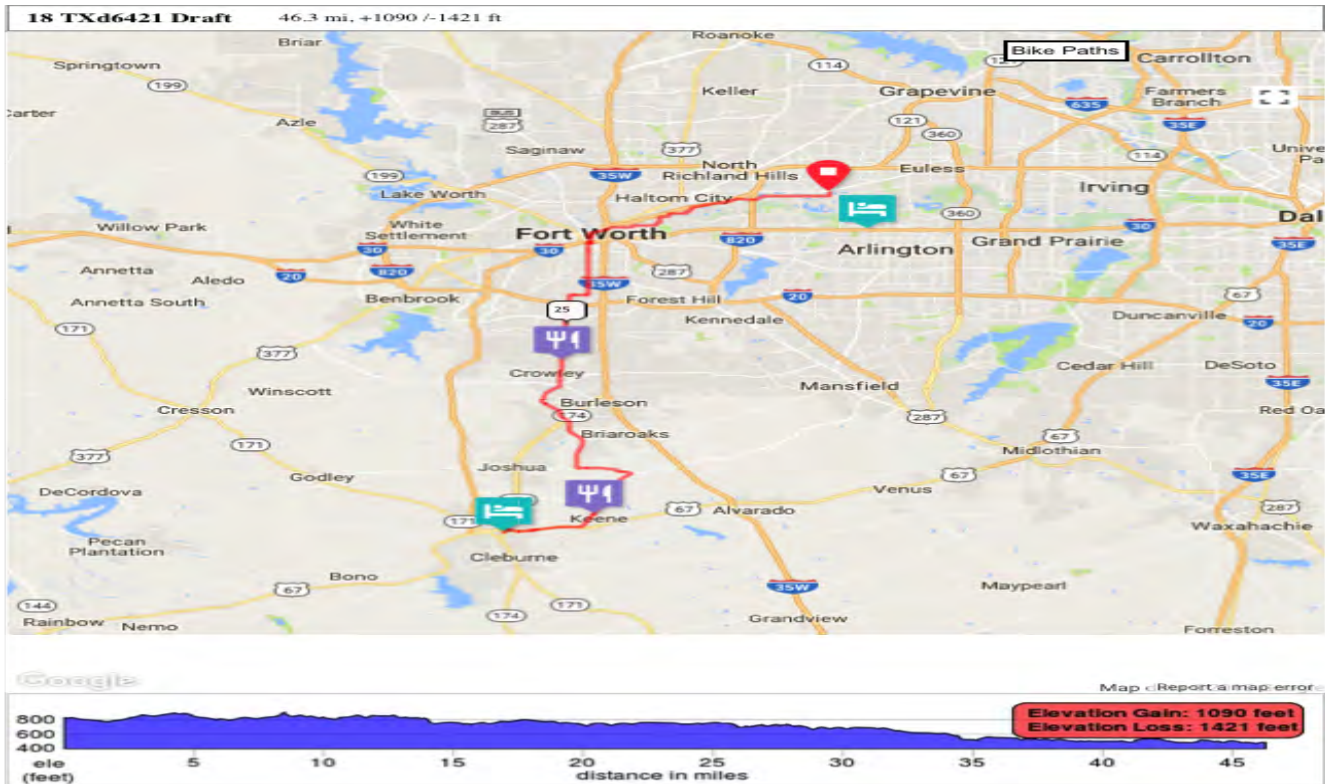 18 TXd6421 Draft 46.3 mi, +1090 /-1421 ft
Roanoke
Briar
Bike Paths
Carrollton
Springtown
114
199
Keller
Grapevine
Farmers
Branch
635
Carter
Azle
BUS
287
121
35E
360
Saginaw
377
114
North
Richland Hills
Euless
199
35W
Irving
Lake Worth
Haltom City
360
Willow Park
White
Settlement
Fort Worth
820
Arlington
Grand Prairie
30
Dal
30
30
35E
Annetta
20
820
287
Aledo
35W
Annetta South
Benbrook
Forest Hill
20
67
25
Kennedale
Duncanville
20
171
377
Crowley
Cedar Hill
DeSoto
Winscott
Mansfield
35E
Cresson
Burleson
174
287
Red Oa
171
Briaroaks
67
Midlothian
377
Joshua
35E
Godley
67
Venus
DeCordova
287
171
Keene
67
Alvarado
Waxahachie
Pecan
Plantation
Cleburne
Bono
67
35W
Maypearl
144
174
171
Rainbow
Nemo
Grandview
Forreston
Google
Report a map error
800
600
400
Elevation Gain: 1090 feet
Elevation Loss: 1421 feet
ele
(feet)
5 10 15 20 25 30 35 40 45
distance in miles